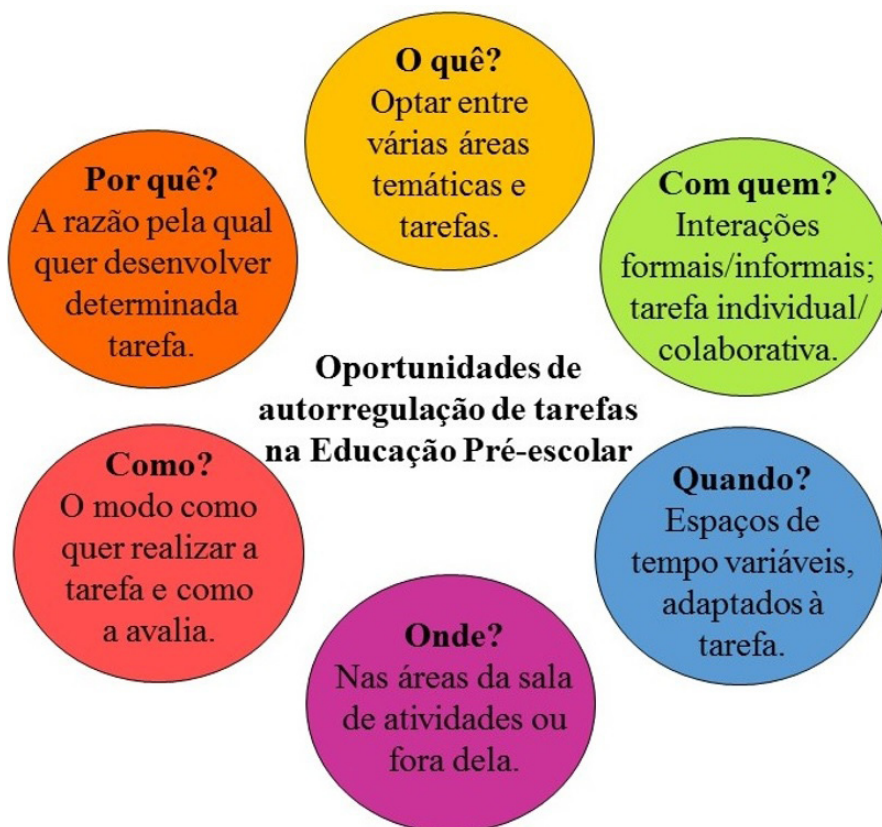 O quê?
Optar entre
várias áreas
temáticas e
tarefas.
Com quem?
Interações
formais/informais;
tarefa individual/
colaborativa.
Quando?
Espaços de
tempo variáveis,
adaptados à
tarefa.
Onde?
Nas áreas da sala
de atividades ou
fora dela.
Como?
O modo como
quer realizar a
tarefa e como
a avalia.
Por quê?
A razão pela qual
quer desenvolver
determinada
tarefa.
Oportunidades de
autorregulação de tarefas
na Educação Pré-escolar